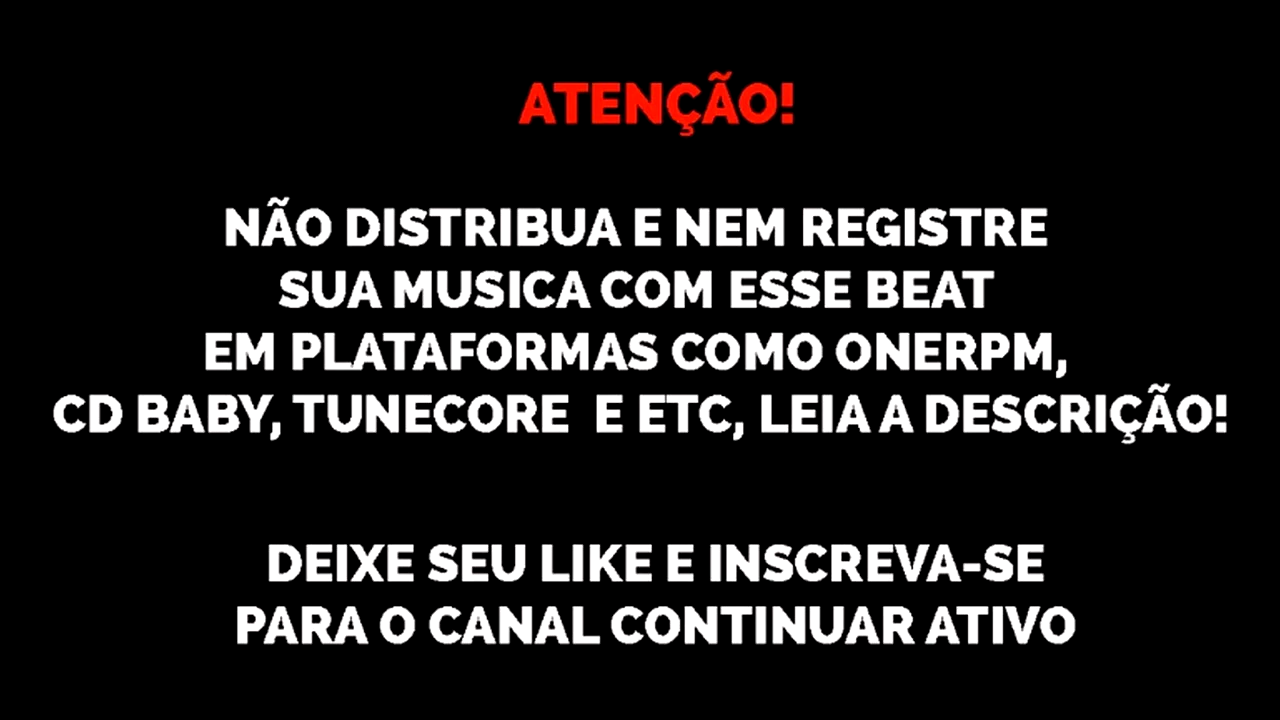 ATENÇÃO!
NÃO DISTRIBUA E NEM REGISTRE
SUA MUSICA COM ESSE BEAT
EM PLATAFORMAS COMO ONERPM,
CD BABY, TUNECORE E ETC, LEIA A DESCRIÇÃO!
DEIXE SEU LIKE E INSCREVA-SE
PARA O CANAL CONTINUAR ATIVO